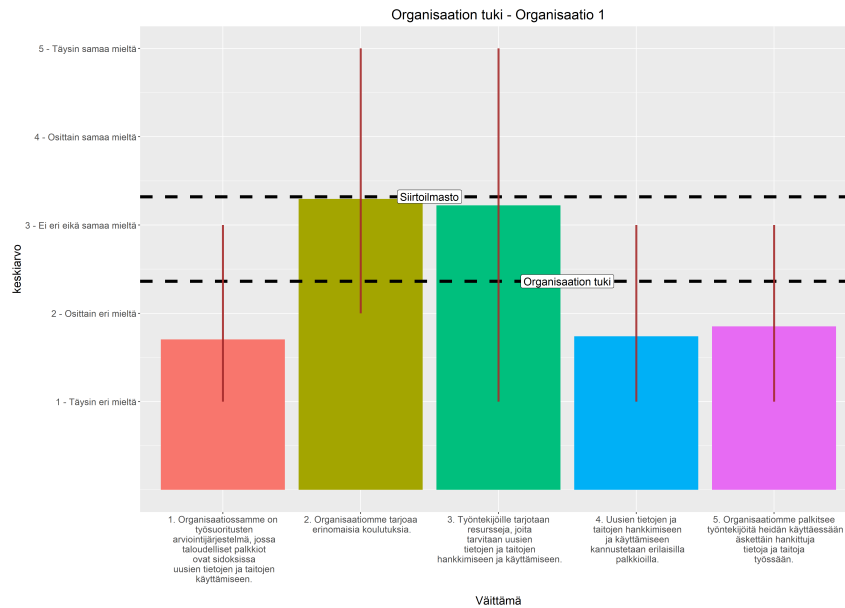 Organisaation tuki - Organisaatio 1
5 - Täysin samaa mieltä
4 - Osittain samaa mieltä
Siirtoilmasto
3 - Ei eri eikä samaa mieltä
Organisaation tuki
2 - Osittain eri mieltä
1 - Täysin eri mieltä
keskiarvo
1. Organisaatiossamme on
työsuoritusten
arviointijärjestelmä, jossa
taloudelliset palkkiot
ovat sidoksissa
uusien tietojen ja taitojen
käyttämiseen.
2. Organisaatiomme tarjoaa
erinomaisia koulutuksia.
3. Työntekijöille tarjotaan
resursseja, joita
tarvitaan uusien
tietojen ja taitojen
hankkimiseen ja käyttämiseen.
4. Uusien tietojen ja
taitojen hankkimiseen
ja käyttämiseen
kannustetaan erilaisilla
palkkioilla.
5. Organisaatiomme palkitsee
työntekijöitä heidän käyttäessään
äskettäin hankittuja
tietoja ja taitoja
työssään.
Väittämä